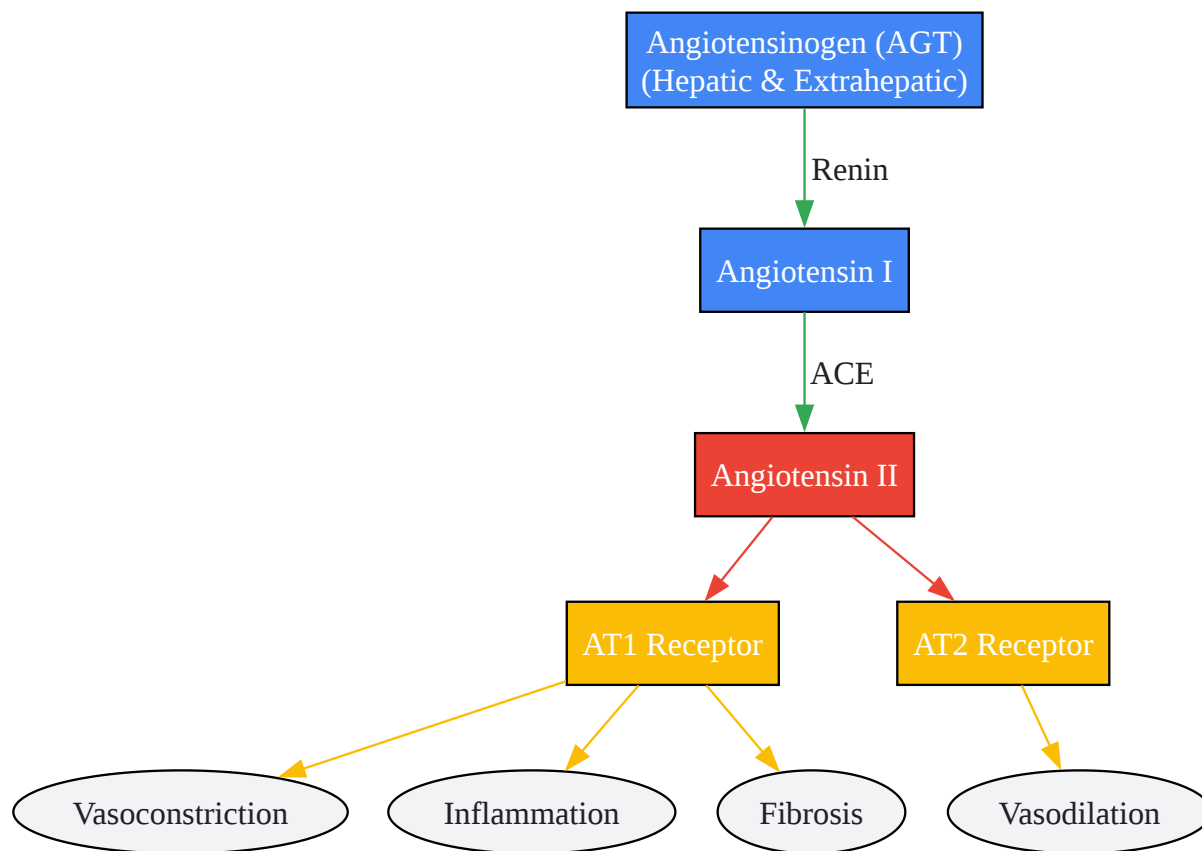 Angiotensinogen (AGT)
(Hepatic & Extrahepatic)
Renin
Angiotensin I
ACE
Angiotensin II
AT1 Receptor
AT2 Receptor
Vasoconstriction
Inflammation
Fibrosis
Vasodilation